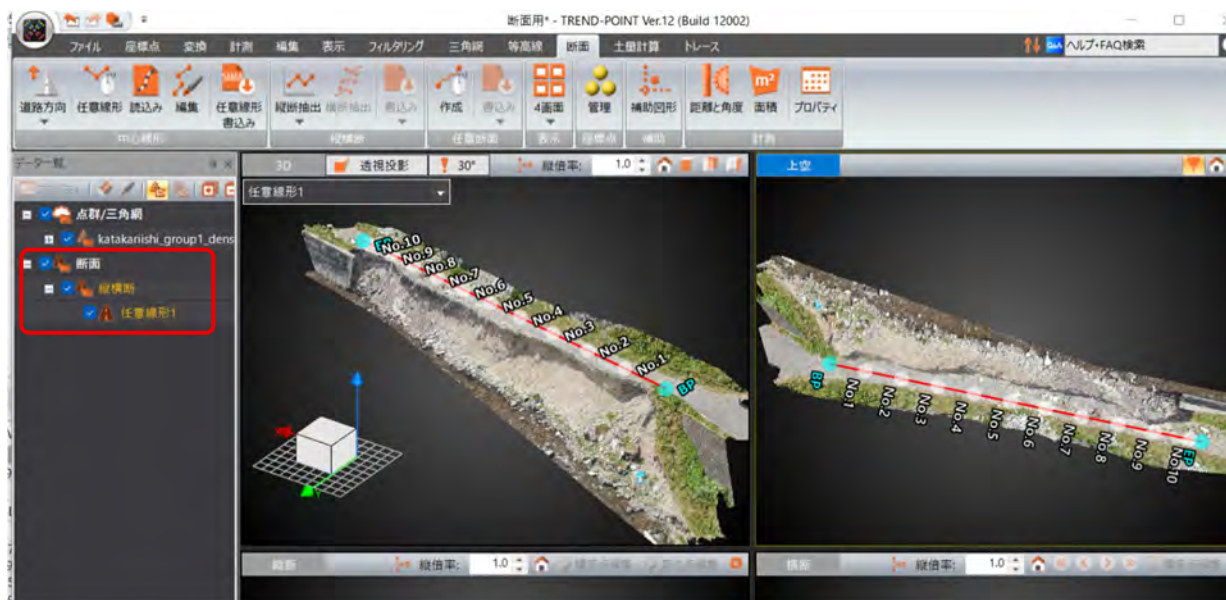 断面用* - TREND-POINT Ver.12 (Build 12002)
ファイル 座標点 変換 計測 編集 表示 フィルタリング 三角網 等高線 断面 土量計算 トレース
ヘルプ・FAQ検索
道路方向 任意線形 読込み 編集 任意線形 書込み 縦断抽出 横断抽出 書込み 作成 書込み 4画面 管理 補助図形 距離と角度 面積 プロパティ
中心線形 縦横断 任意断面 表示 座標点 補助 計測
データ一覧
3D 透視投影 30° 縦倍率: 1.0
上空
任意線形1
点群/三角網
katakariishi_group1_dens
断面
縦横断
任意線形1
No.10
No.9
No.8
No.7
No.6
No.5
No.4
No.3
No.2
No.1
BP
BP
No.1
No.2
No.3
No.4
No.5
No.6
No.7
No.8
No.9
No.10
EP
縦断 縦倍率: 1.0
横断 縦倍率: 1.0